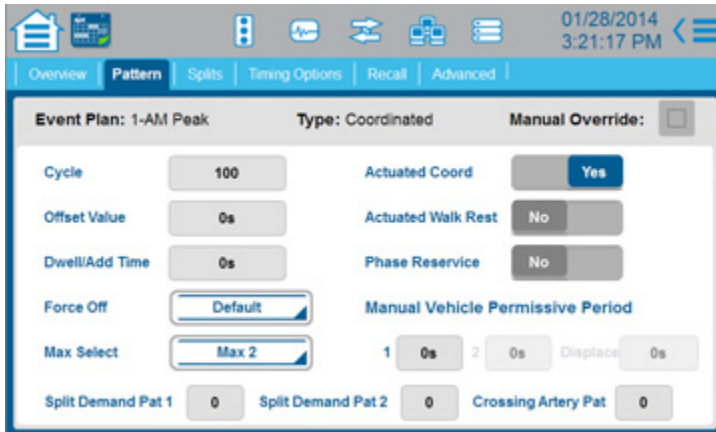 01/28/2014
3:21:17 PM
Overview Pattern Splits Timing Options Recall Advanced
Event Plan: 1-AM Peak Type: Coordinated Manual Override:
Cycle 100 Actuated Coord Yes
Offset Value 0s Actuated Walk Rest No
Dwell/Add Time 0s Phase Reservice No
Force Off Default Manual Vehicle Permissive Period
Max Select Max 2 1 0s 2 0s Displace 0s
Split Demand Pat 1 0 Split Demand Pat 2 0 Crossing Artery Pat 0